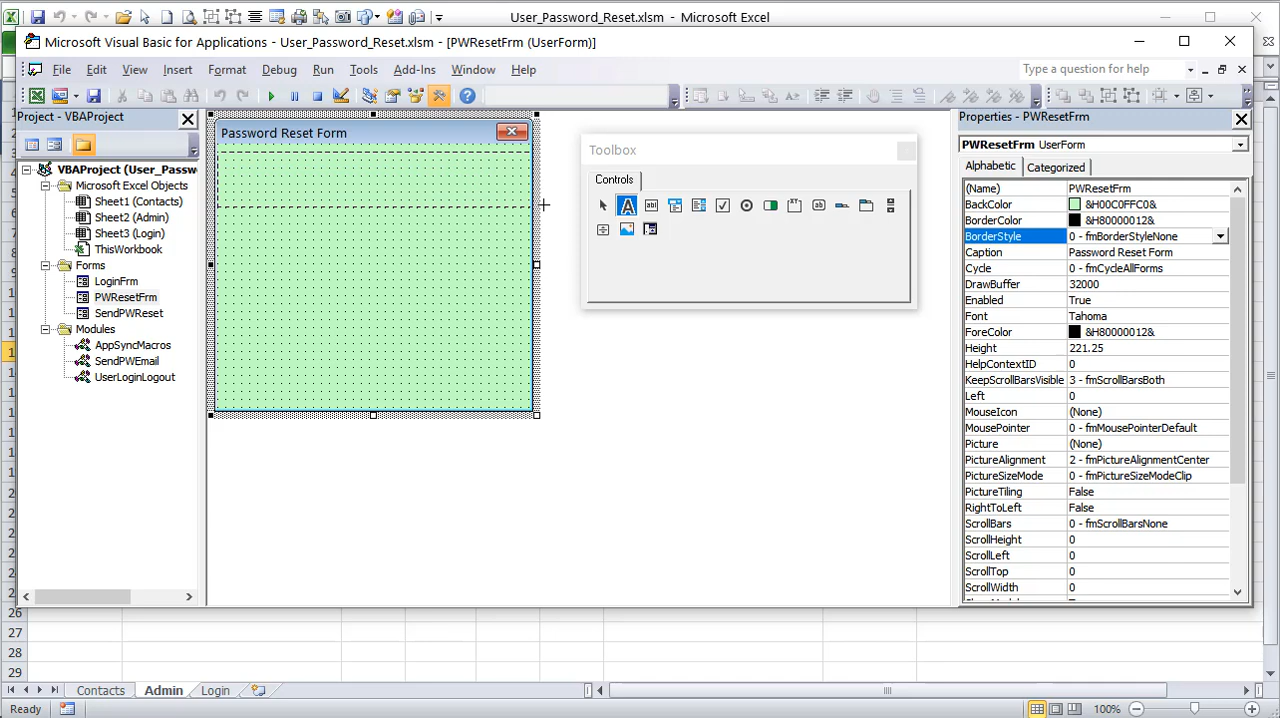 User_Password_Reset.xlsm - Microsoft Excel
Microsoft Visual Basic for Applications - User_Password_Reset.xlsm - [PWResetFrm (UserForm)]
File Edit View Insert Format Debug Run Tools Add-Ins Window Help
Type a question for help
Project - VBAProject
VBAProject (User_Passw
Microsoft Excel Objects
Sheet1 (Contacts)
Sheet2 (Admin)
Sheet3 (Login)
ThisWorkbook
Forms
LoginFrm
PWResetFrm
SendPWReset
Modules
AppSyncMacros
SendPWEmail
UserLoginLogout
Password Reset Form
Toolbox
Controls
Properties - PWResetFrm
PWResetFrm UserForm
Alphabetic Categorized
(Name) PWResetFrm
BackColor &H00C0FFC0&
BorderColor &H80000012&
BorderStyle 0 - fmBorderStyleNone
Caption Password Reset Form
Cycle 0 - fmCycleAllForms
DrawBuffer 32000
Enabled True
Font Tahoma
ForeColor &H80000012&
Height 221.25
HelpContextID 0
KeepScrollBarsVisible 3 - fmScrollBarsBoth
Left 0
MouseIcon (None)
MousePointer 0 - fmMousePointerDefault
Picture (None)
PictureAlignment 2 - fmPictureAlignmentCenter
PictureSizeMode 0 - fmPictureSizeModeClip
PictureTiling False
RightToLeft False
ScrollBars 0 - fmScrollBarsNone
ScrollHeight 0
ScrollLeft 0
ScrollTop 0
ScrollWidth 0
26
27
28
29
Contacts Admin Login
Ready
100%